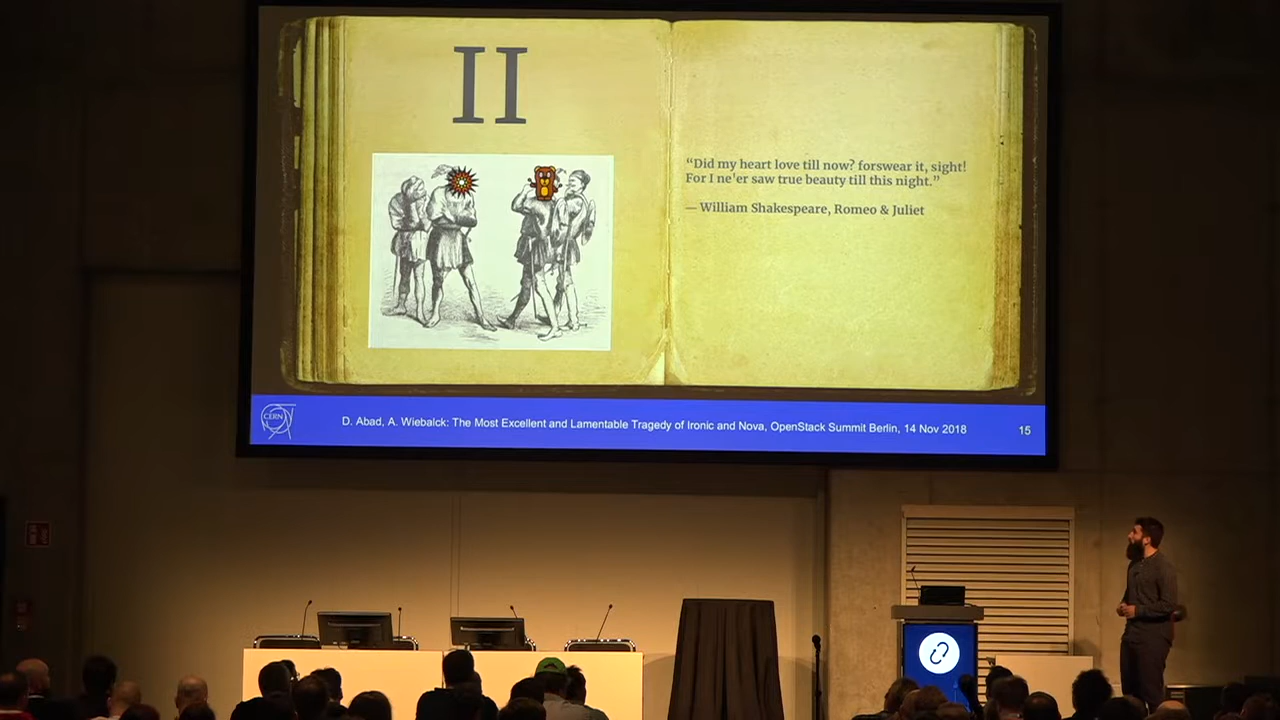 II
“Did my heart love till now? forswear it, sight!
For I ne'er saw true beauty till this night.”
— William Shakespeare, Romeo & Juliet
CERN
D. Abad, A. Wiebalck: The Most Excellent and Lamentable Tragedy of Ironic and Nova, OpenStack Summit Berlin, 14 Nov 2018
15